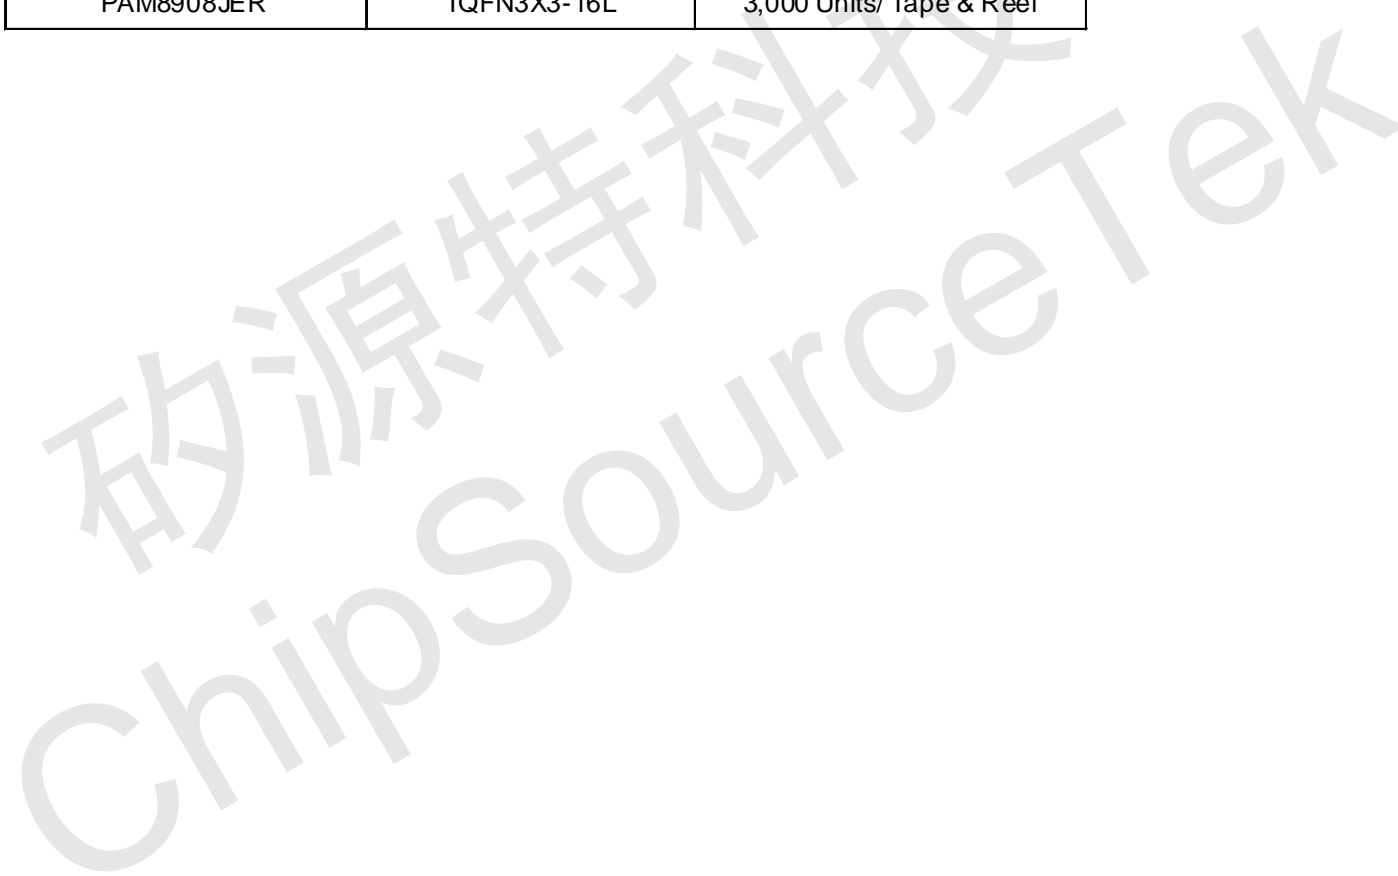 PAM8908JER TQFN3X3-16L 3,000 Units/ Tape & Reel
矽源特科技
ChipSourceTek